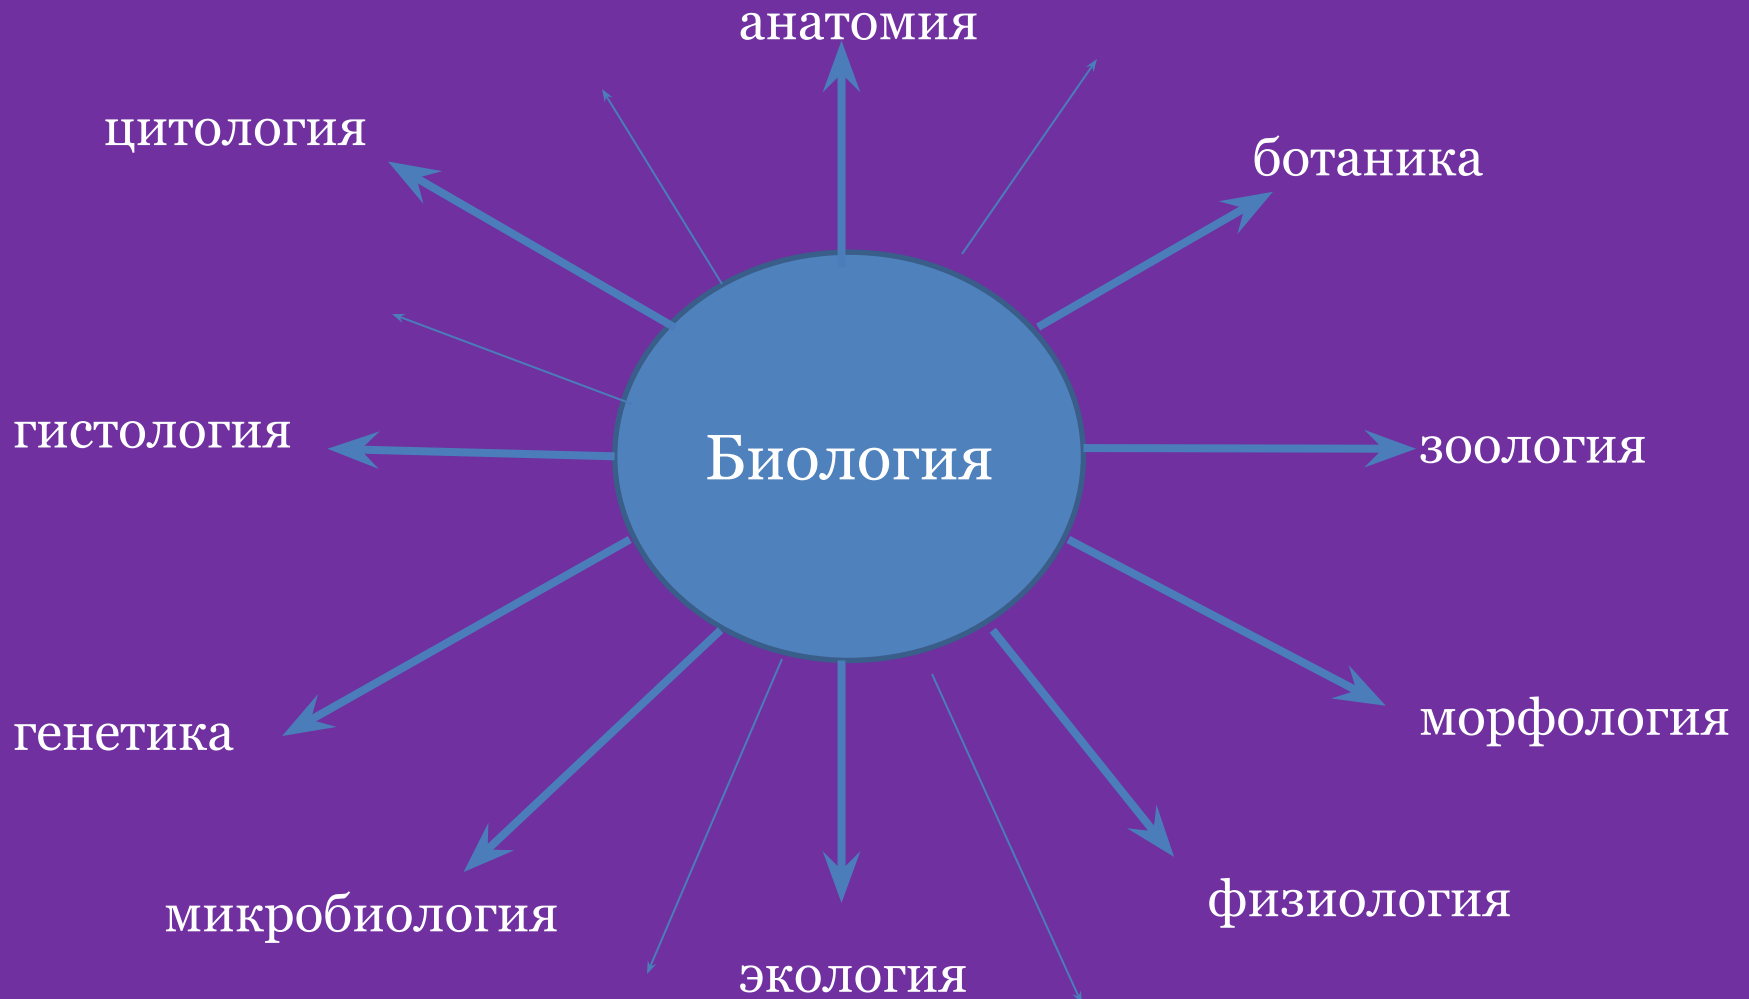 анатомия
цитология
ботаника
гистология
Биология
зоология
генетика
морфология
микробиология
физиология
экология